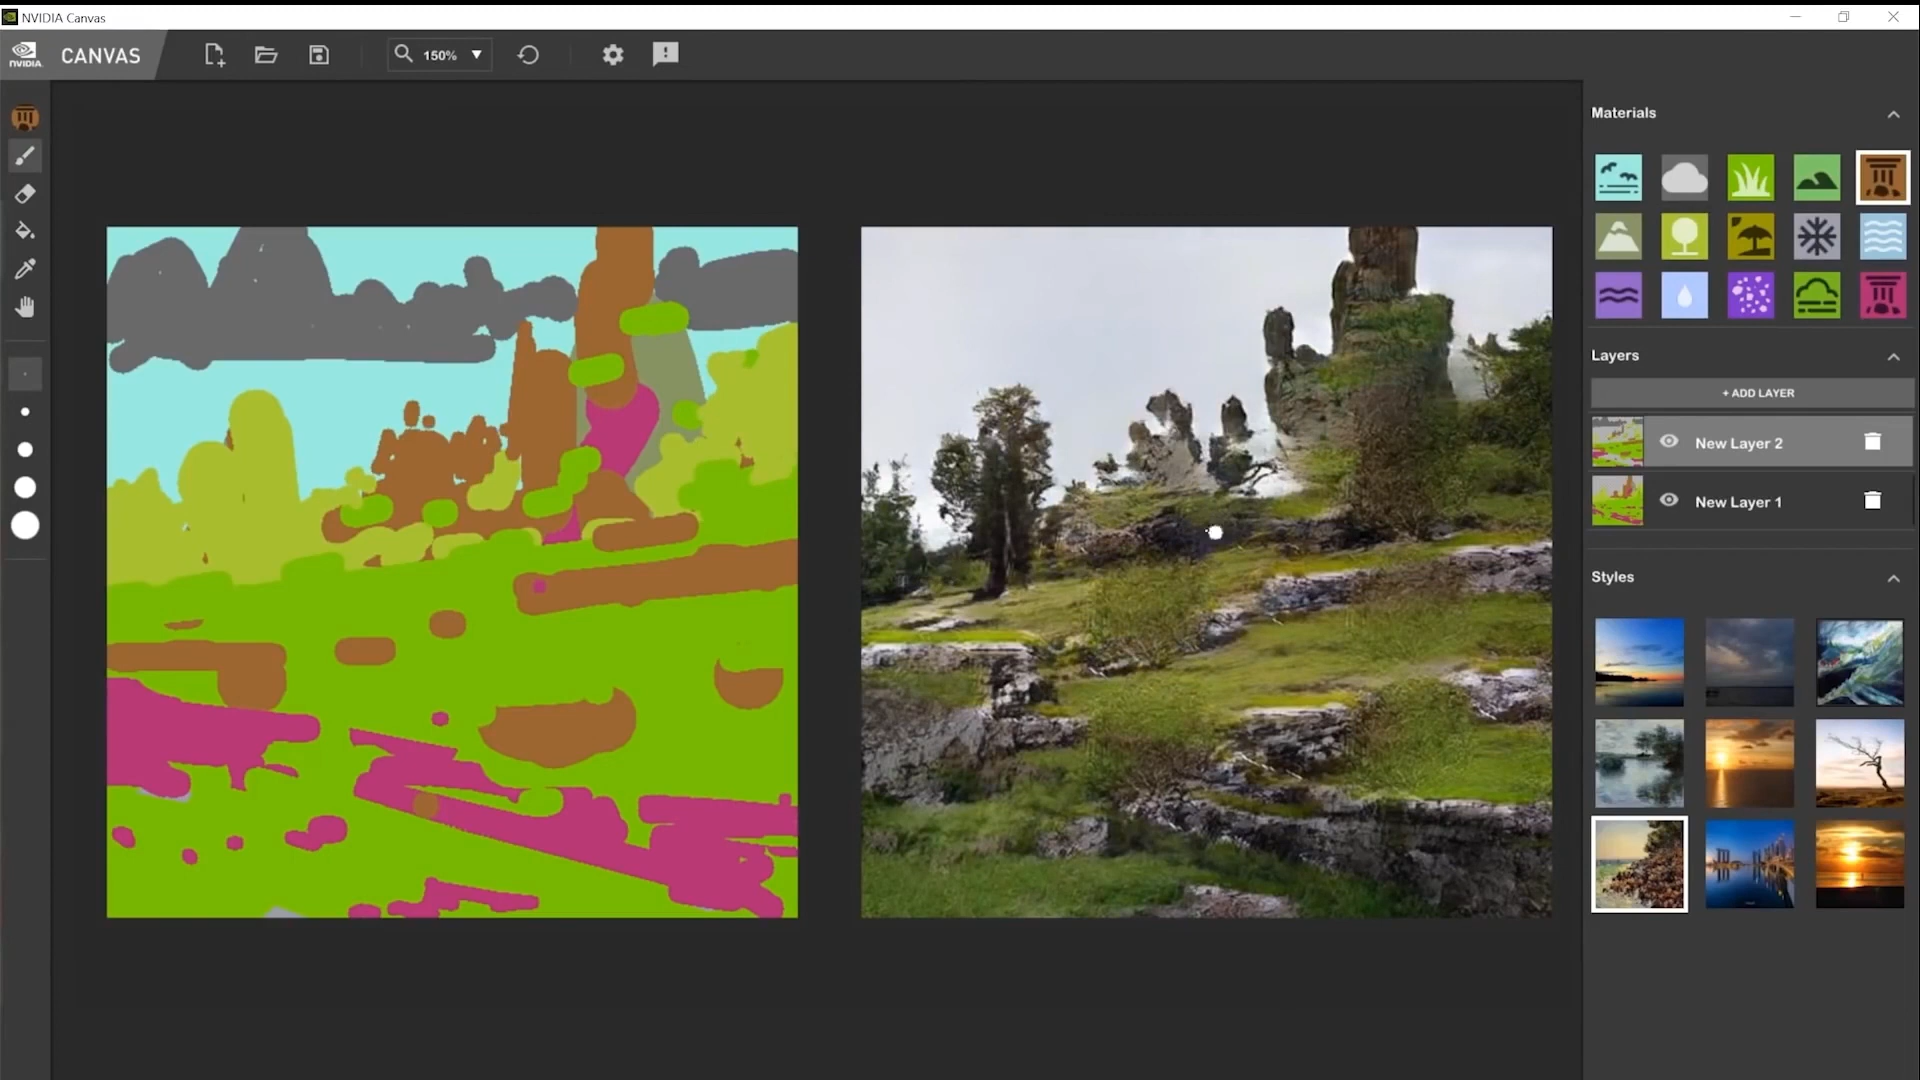 NVIDIA Canvas
NVIDIA.
CANVAS
150%
Materials
Layers
+ ADD LAYER
New Layer 2
New Layer 1
Styles